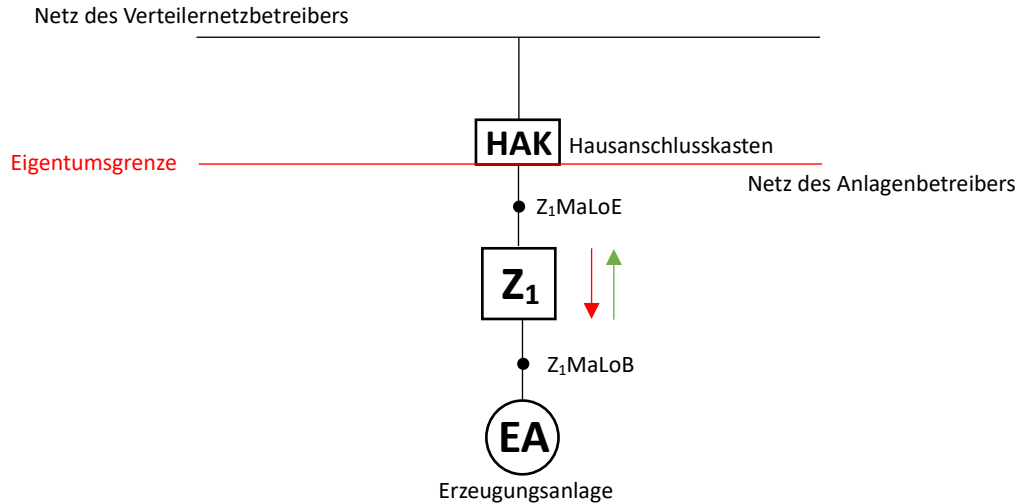 Netz des Verteilernetzbetreibers
HAK
Hausanschlusskasten
Eigentumsgrenze
Netz des Anlagenbetreibers
Z₁MaLoE
Z₁
Z₁MaLoB
EA
Erzeugungsanlage